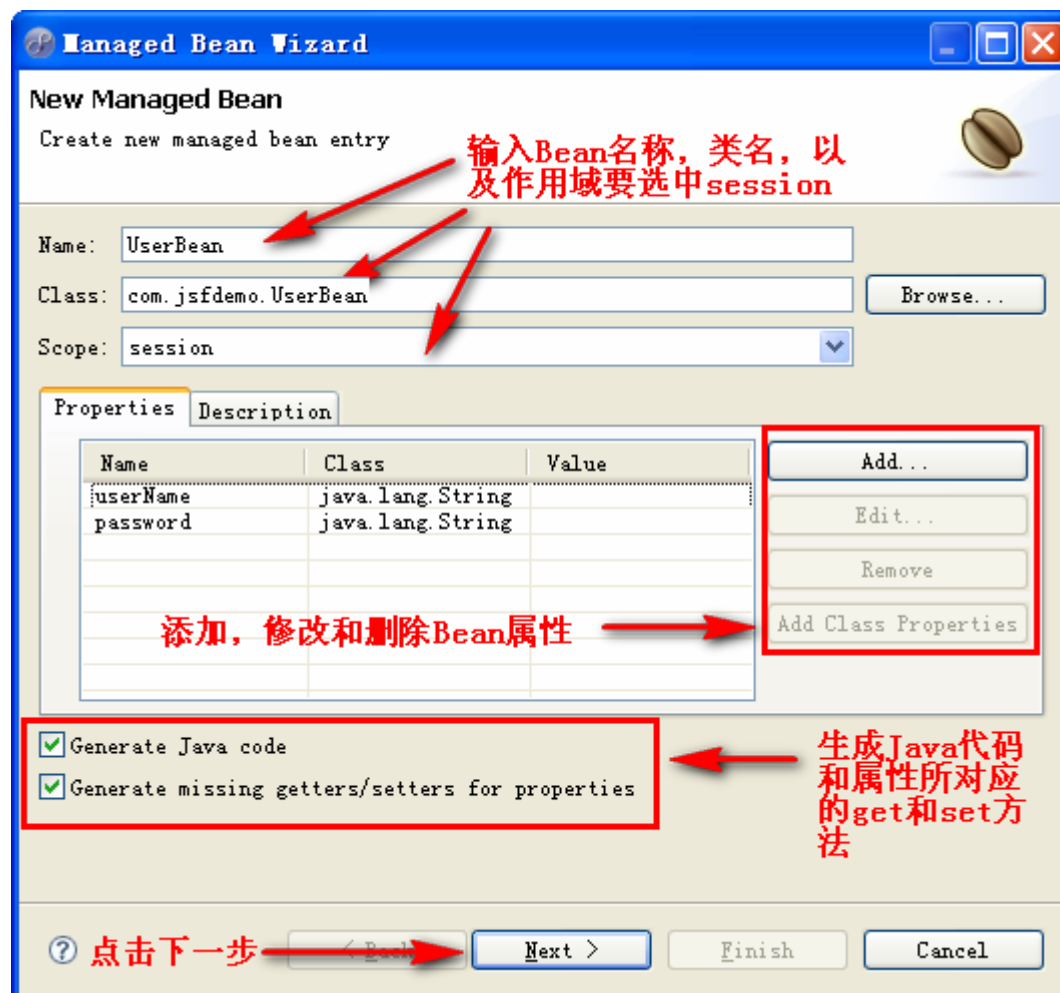 Managed Bean Wizard
New Managed Bean
Create new managed bean entry
输入Bean名称，类名，以
及作用域要选中session
Name: UserBean
Class: com.jsfdemo.UserBean Browse...
Scope: session
Properties Description
Name Class Value
userName java.lang.String
password java.lang.String
Add...
Edit...
Remove
Add Class Properties
添加，修改和删除Bean属性
Generate Java code
Generate missing getters/setters for properties
生成Java代码
和属性所对应
的get和set方
法
点击下一步
< Back Next > Finish Cancel